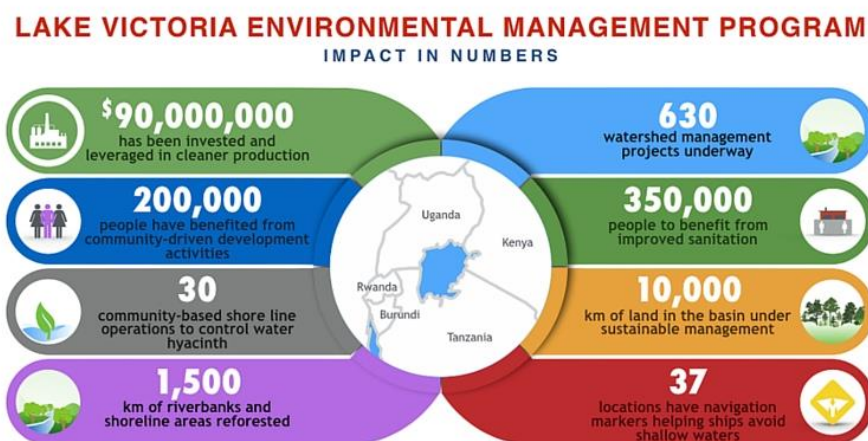 LAKE VICTORIA ENVIRONMENTAL MANAGEMENT PROGRAM
IMPACT IN NUMBERS
$90,000,000
has been invested and
leveraged in cleaner production
200,000
people have benefited from
community-driven development
activities
30
community-based shore line
operations to control water
hyacinth
1,500
km of riverbanks and
shoreline areas reforested
Uganda
Kenya
Rwanda
Burundi
Tanzania
630
watershed management
projects underway
350,000
people to benefit from
improved sanitation
10,000
km of land in the basin under
sustainable management
37
locations have navigation
markers helping ships avoid
shallow waters